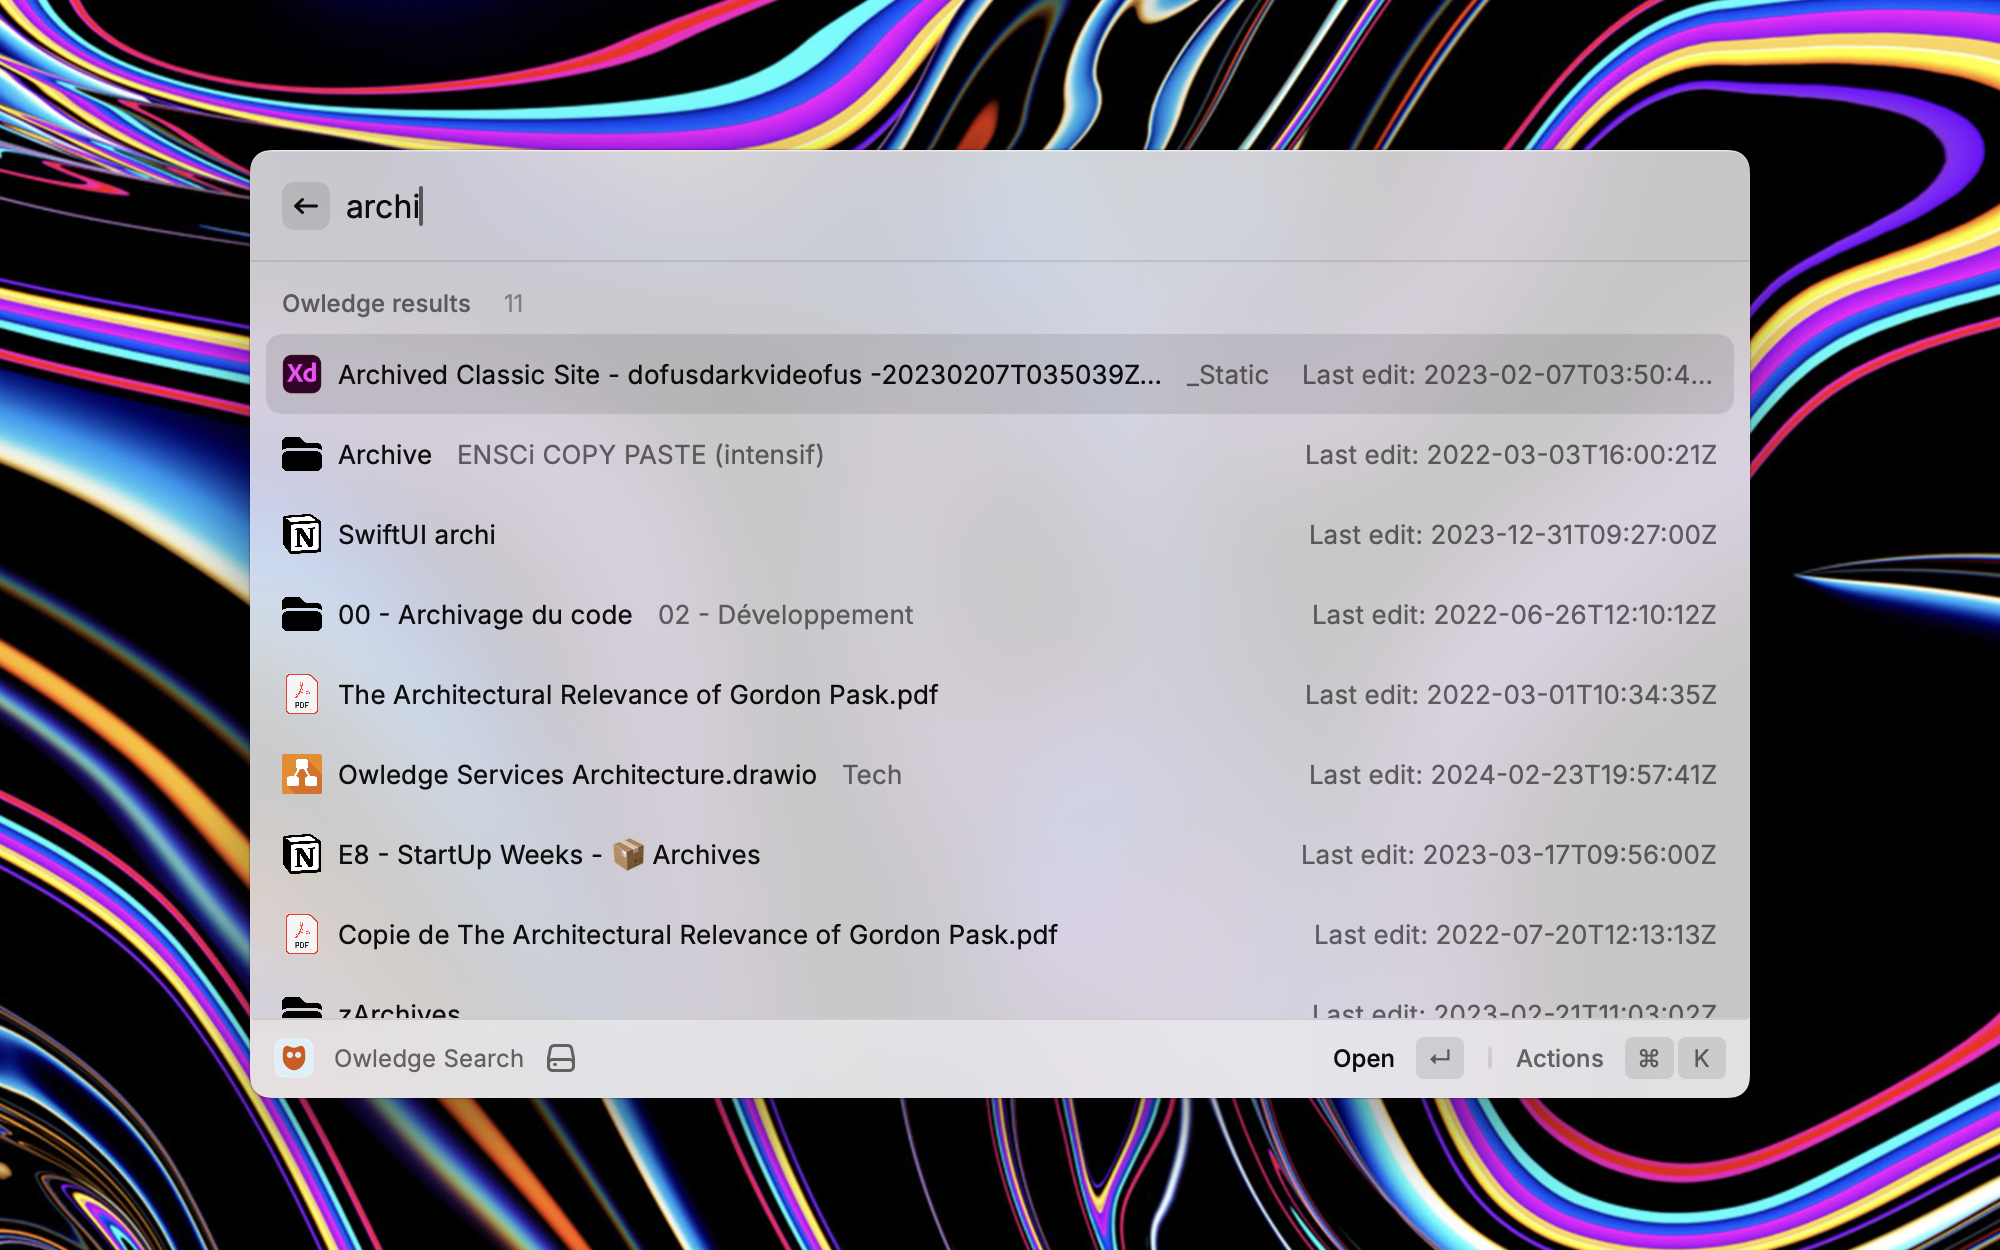 archi
Owledge results 11
Xd Archived Classic Site - dofusdarkvideofus -20230207T035039Z... _Static Last edit: 2023-02-07T03:50:4...
Archive ENSCi COPY PASTE (intensif) Last edit: 2022-03-03T16:00:21Z
N SwiftUI archi Last edit: 2023-12-31T09:27:00Z
00 - Archivage du code 02 - Développement Last edit: 2022-06-26T12:10:12Z
PDF The Architectural Relevance of Gordon Pask.pdf Last edit: 2022-03-01T10:34:35Z
Owledge Services Architecture.drawio Tech Last edit: 2024-02-23T19:57:41Z
N E8 - StartUp Weeks - 📦 Archives Last edit: 2023-03-17T09:56:00Z
PDF Copie de The Architectural Relevance of Gordon Pask.pdf Last edit: 2022-07-20T12:13:13Z
zArchives Last edit: 2023-02-21T11:03:02Z
Owledge Search Open ↵ Actions ⌘ K